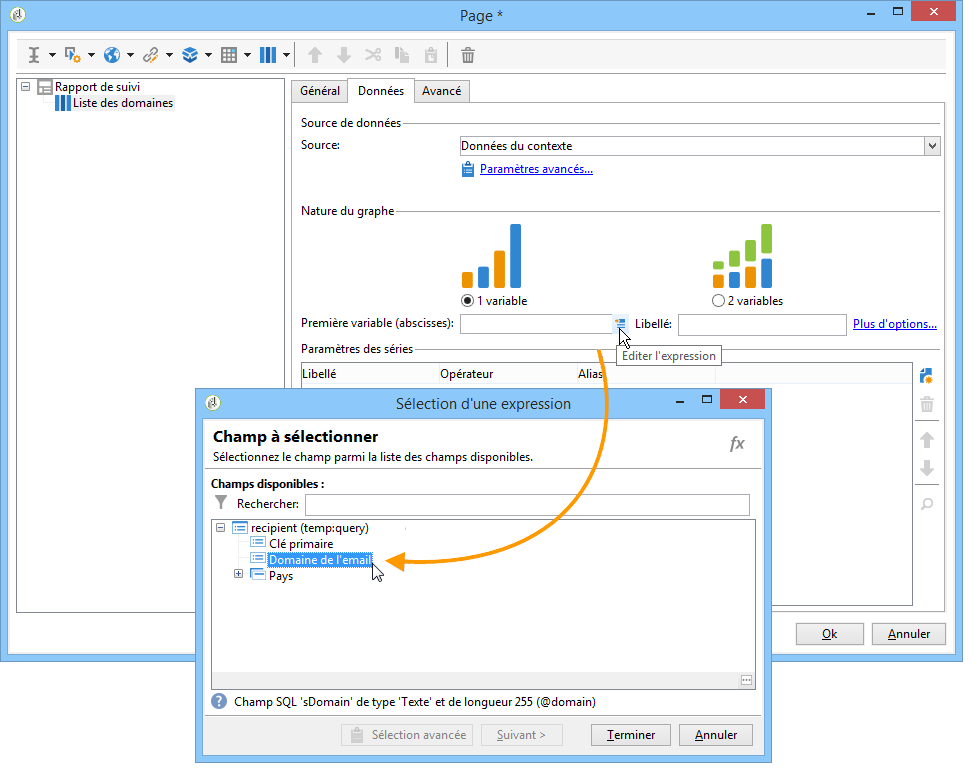 Page *
Rapport de suivi
Liste des domaines
Général Données Avancé
Source de données
Source: Données du contexte
Paramètres avancés...
Nature du graphe
1 variable 2 variables
Première variable (abscisses): Libellé: Plus d'options...
Editer l'expression
Paramètres des séries
Libellé Opérateur Alias
Sélection d'une expression
Champ à sélectionner
Sélectionnez le champ parmi la liste des champs disponibles.
fx
Champs disponibles :
Rechercher:
recipient (temp:query)
Clé primaire
Domaine de l'email
Pays
Ok Annuler
Champ SQL 'sDomain' de type 'Texte' et de longueur 255 (@domain)
Sélection avancée Suivant > Terminer Annuler